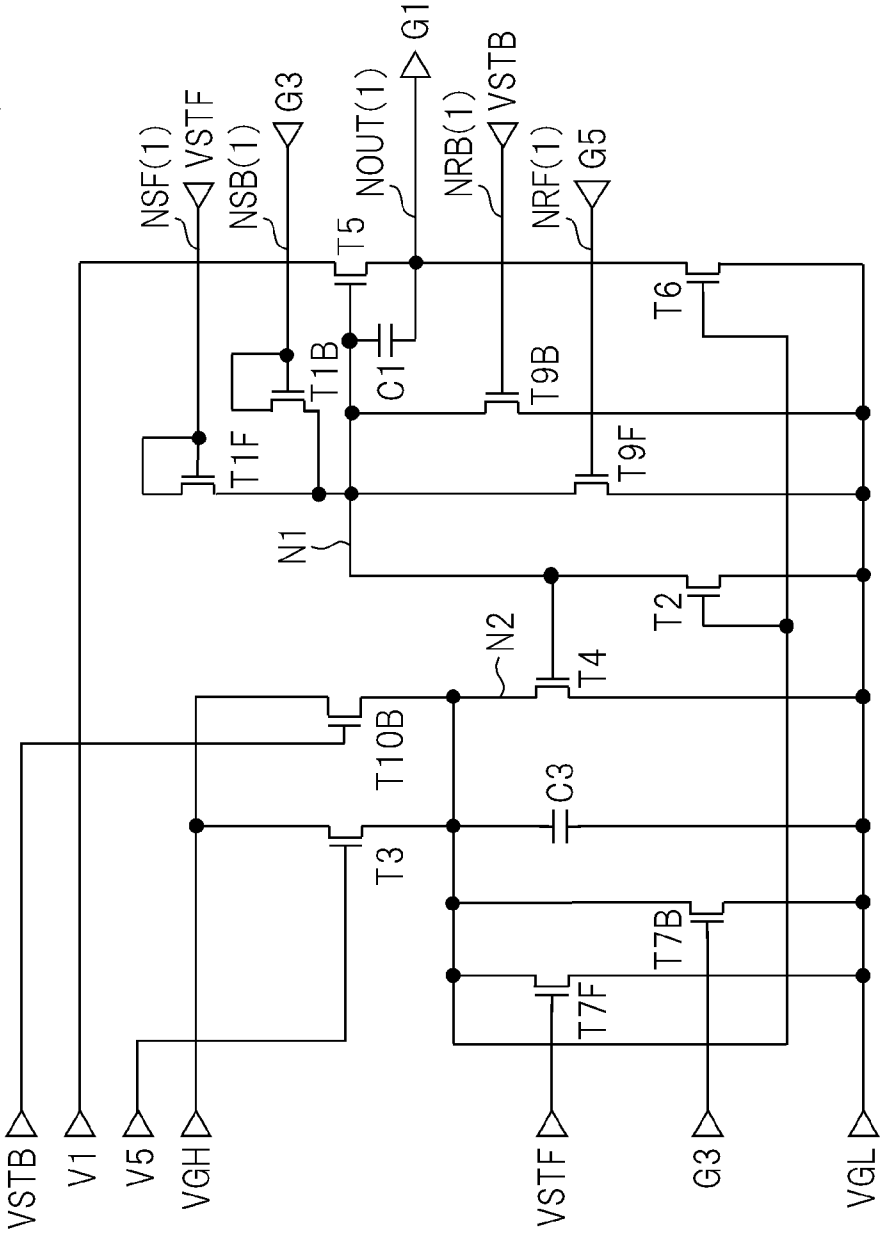 VSTB
V1
V5
VGH
VSTF
G3
VGL
T3
T10B
T7F
T7B
C3
N2
T4
T2
N1
T1F
T1B
C1
T5
T9F
T9B
T6
NSF(1)
VSTF
NSB(1)
G3
NOUT(1)
G1
NRB(1)
VSTB
NRF(1)
G5